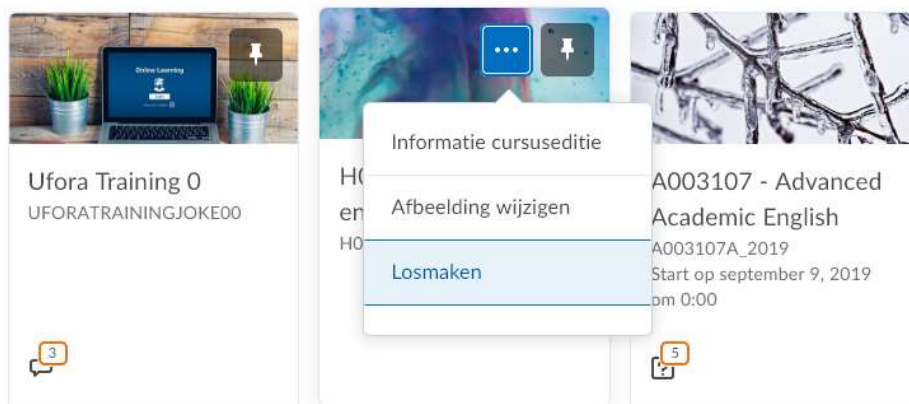 Online Learning
Ufora Training 0
UFORATRAININGJOKE00
3
Informatie cursuseditie
Afbeelding wijzigen
Losmaken
A003107 - Advanced
Academic English
A003107A_2019
Start op september 9, 2019
om 0:00
5